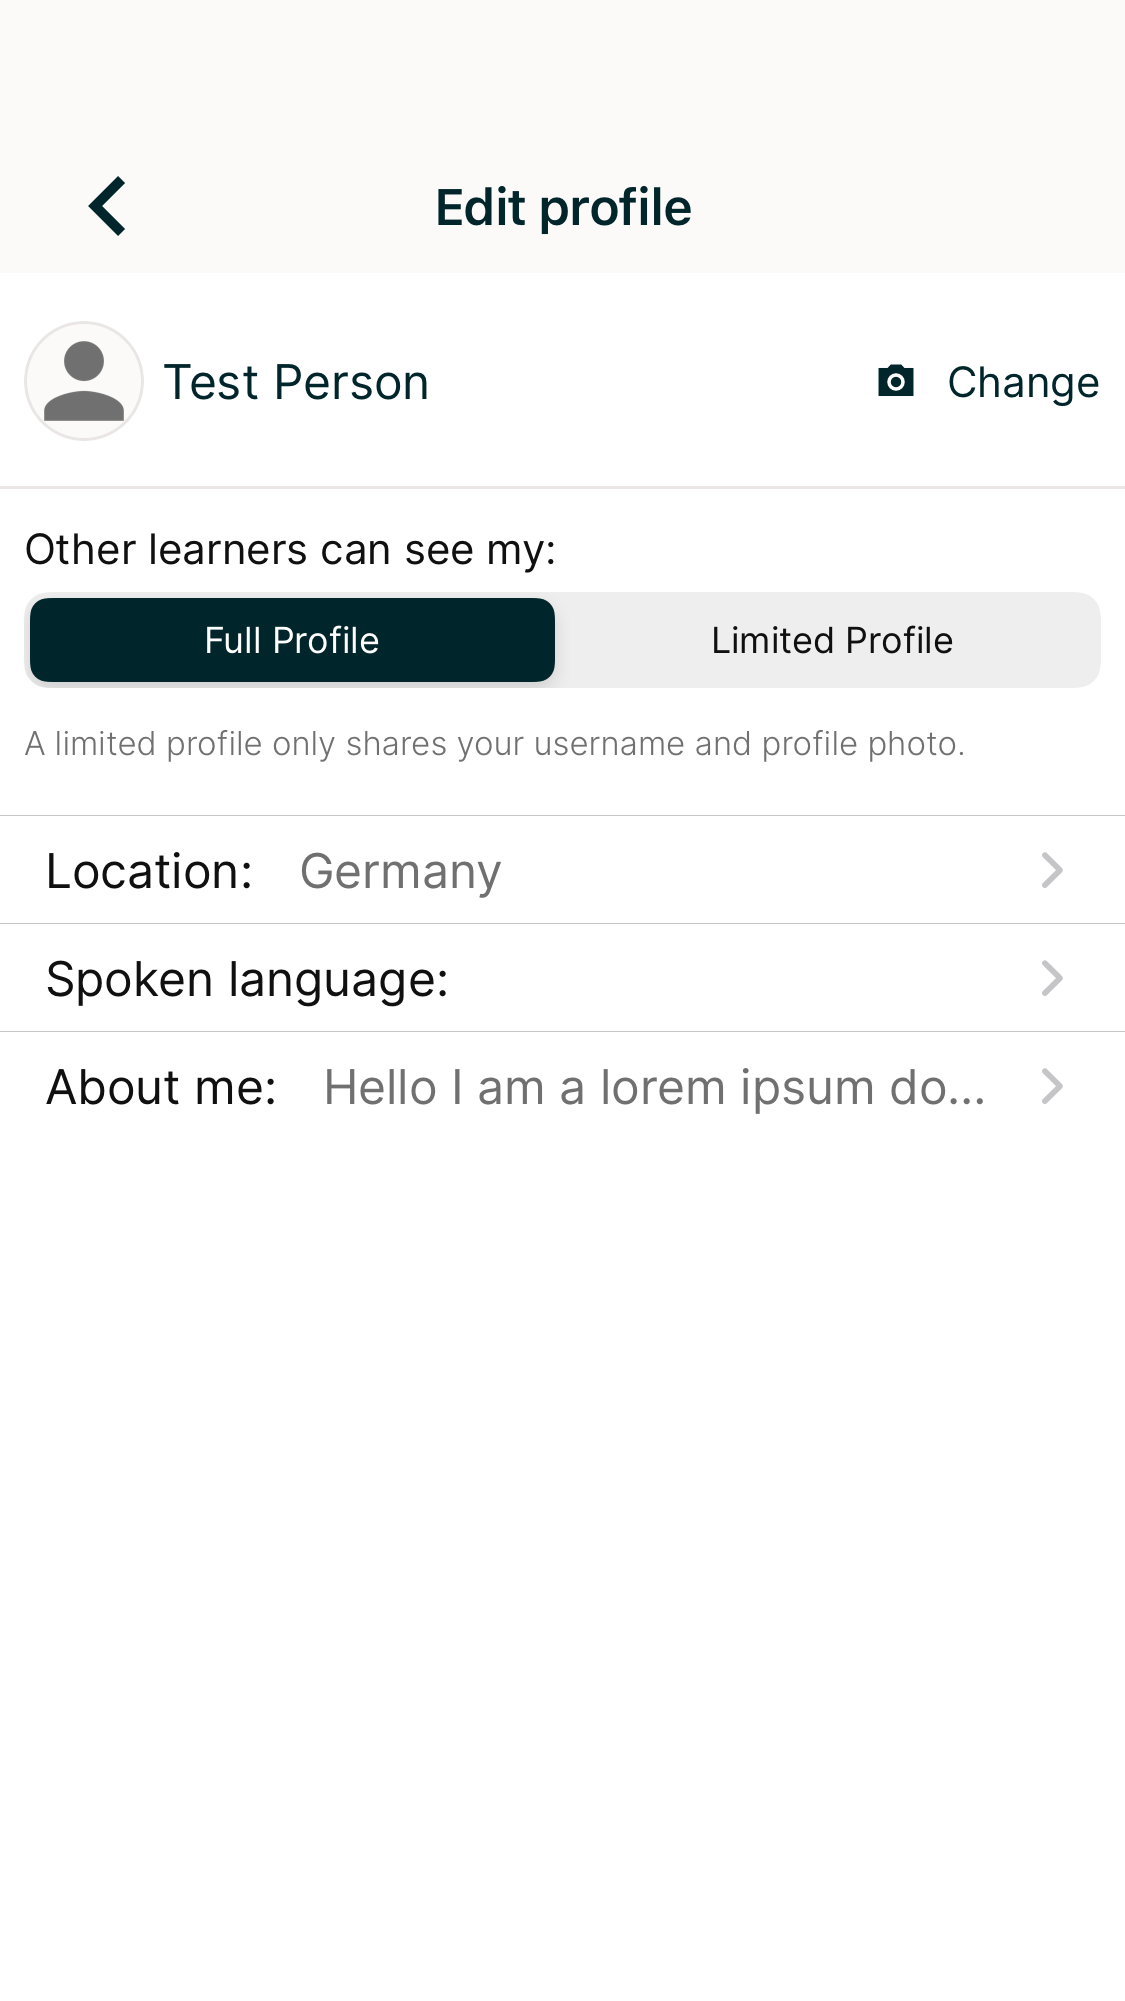 Edit profile
Test Person
Change
Other learners can see my:
Full Profile
Limited Profile
A limited profile only shares your username and profile photo.
Location: Germany
Spoken language:
About me: Hello I am a lorem ipsum do...